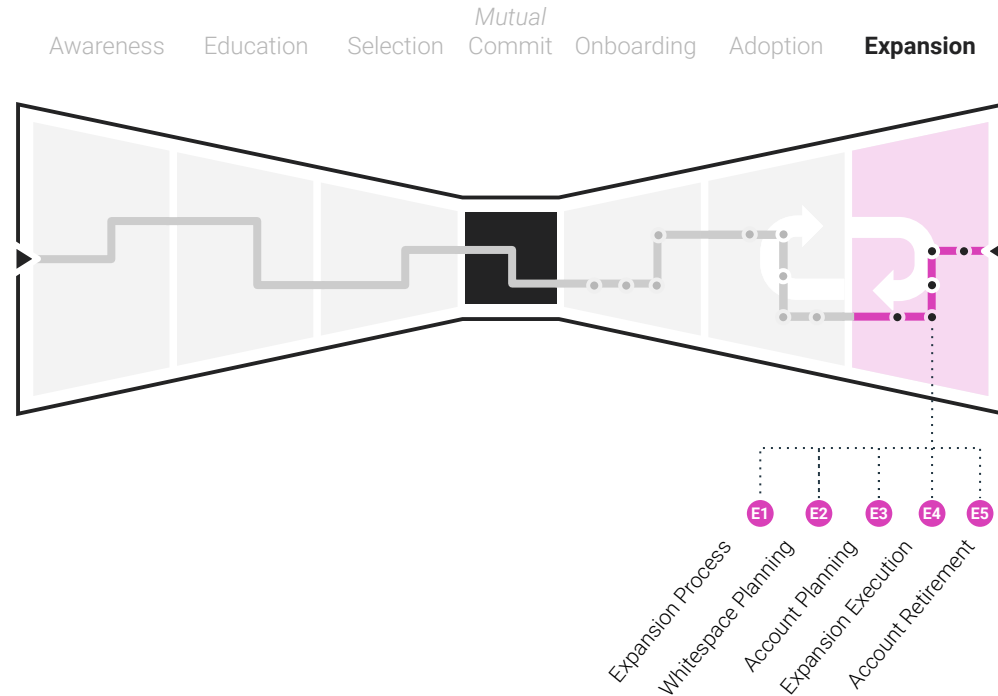 Awareness
Education
Selection
Mutual
Commit
Onboarding
Adoption
Expansion
E1
E2
E3
E4
E5
Expansion Process
Whitespace Planning
Account Planning
Expansion Execution
Account Retirement